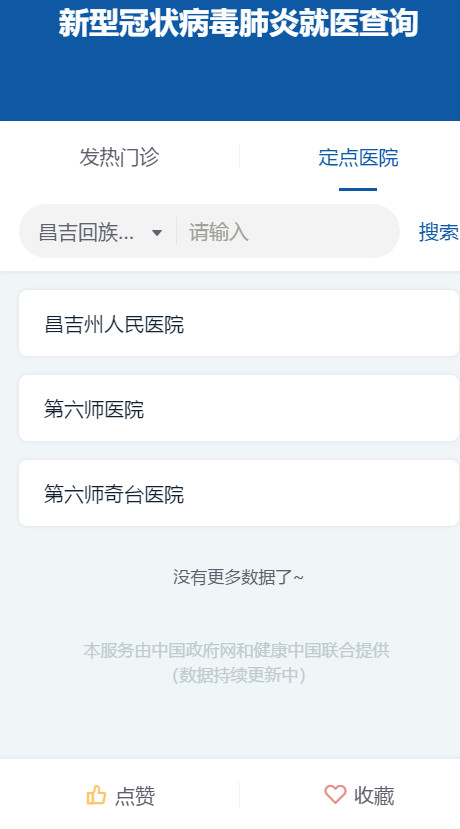 新型冠状病毒肺炎就医查询
发热门诊
定点医院
昌吉回族... 请输入 搜索
昌吉州人民医院
第六师医院
第六师奇台医院
没有更多数据了~
本服务由中国政府网和健康中国联合提供
（数据持续更新中）
点赞
收藏